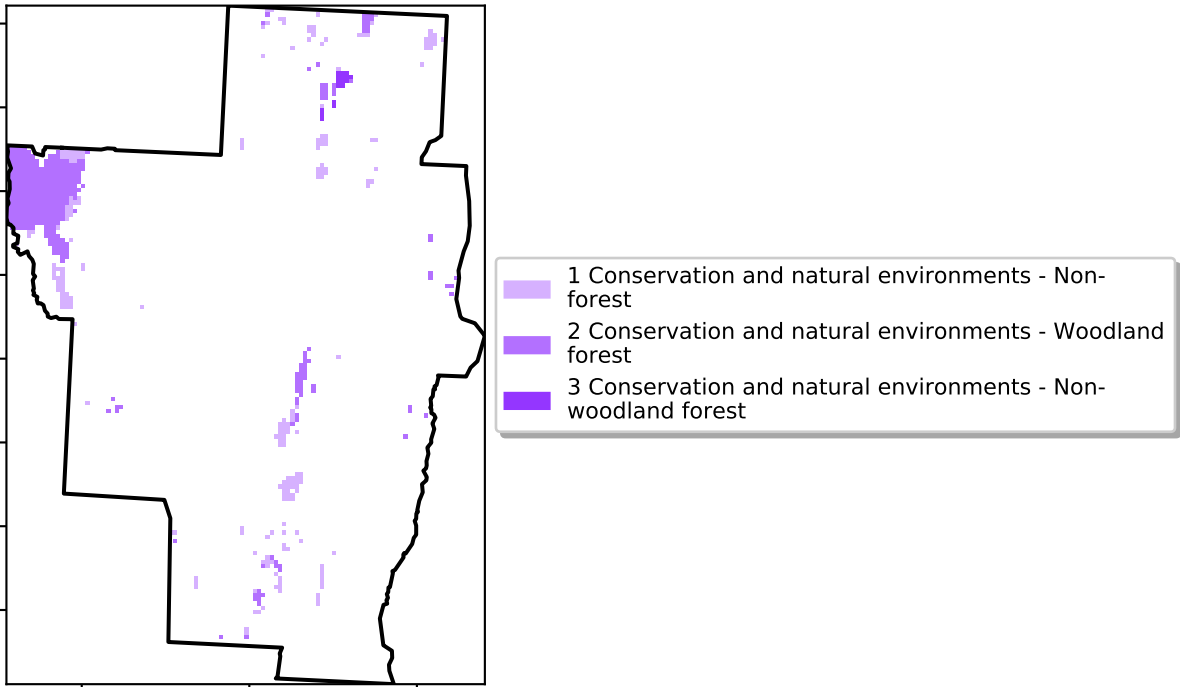 1 Conservation and natural environments - Non-
forest
2 Conservation and natural environments - Woodland
forest
3 Conservation and natural environments - Non-
woodland forest